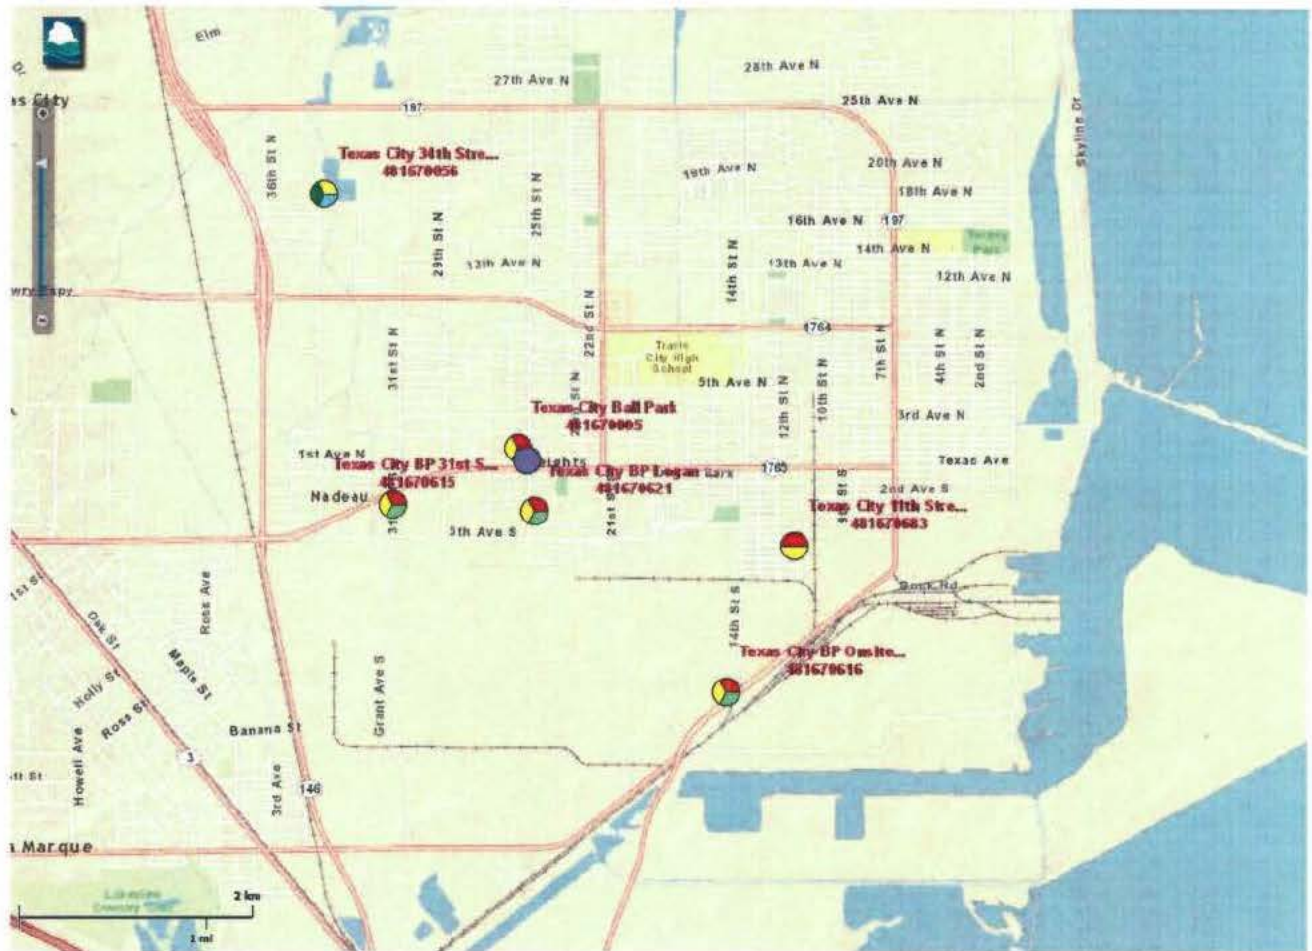 Elm
28th Ave N
27th Ave N
as City
197
25th Ave N
Skyline Dr
36th St N
Texas City 34th Stre...
481670056
20th Ave N
19th Ave N
18th Ave N
25th St N
16th Ave N
197
29th St N
14th Ave N
13th Ave N
13th Ave N
14th St N
12th Ave N
22nd St N
1764
31st St N
City High
School
7th St N
4th St N
2nd St N
5th Ave N
10th St N
12th St N
Texas City Ball Park
481670005
3rd Ave N
1st Ave N
Texas City BP 31st S...
481670615
eights
Texas City BP Logan
481670621
1765
Texas Ave
Nadeau
2nd Ave S
21st S
Texas City 11th Stre...
481670683
5th Ave S
1st St
Ross Ave
Dock Rd
14th St S
Oak St
Maple St
Texas City BP Onsite...
481670616
Holly St
Ross St
Grant Ave S
Banana St
3
Howell Ave
3rd Ave
146
a Marque
2 km
1 mi